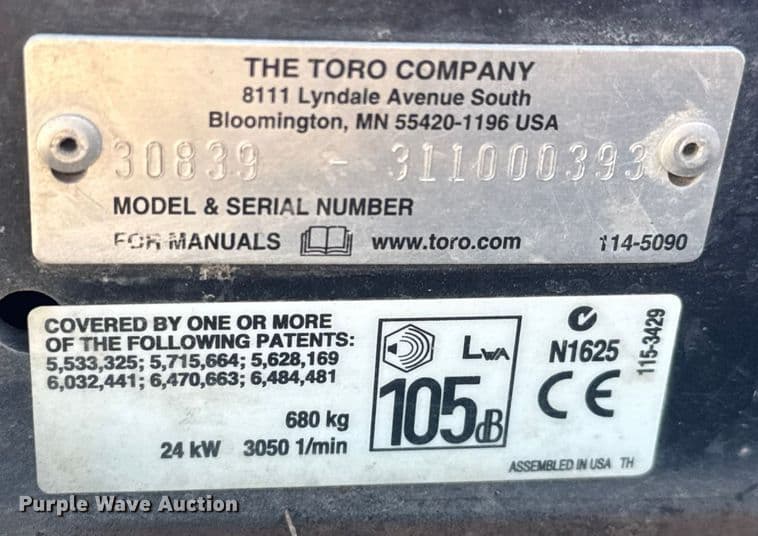 THE TORO COMPANY
8111 Lyndale Avenue South
Bloomington, MN 55420-1196 USA
30839 - 311000393
MODEL & SERIAL NUMBER
FOR MANUALS www.toro.com 114-5090
COVERED BY ONE OR MORE
OF THE FOLLOWING PATENTS:
5,533,325; 5,715,664; 5,628,169
6,032,441; 6,470,663; 6,484,481
680 kg
24 kW 3050 1/min
LWA
105dB
N1625
CE
115-3429
ASSEMBLED IN USA TH
Purple Wave Auction